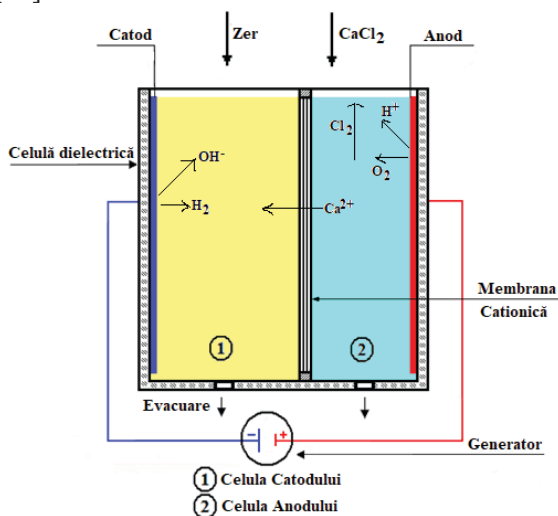 Zer
CaCl₂
Catod
Anod
H⁺
Cl₂
OH⁻
O₂
Celulă dielectrică
H₂
Ca²⁺
Membrana
Cationică
1
2
Evacuare
- +
Generator
1 Celula Catodului
2 Celula Anodului